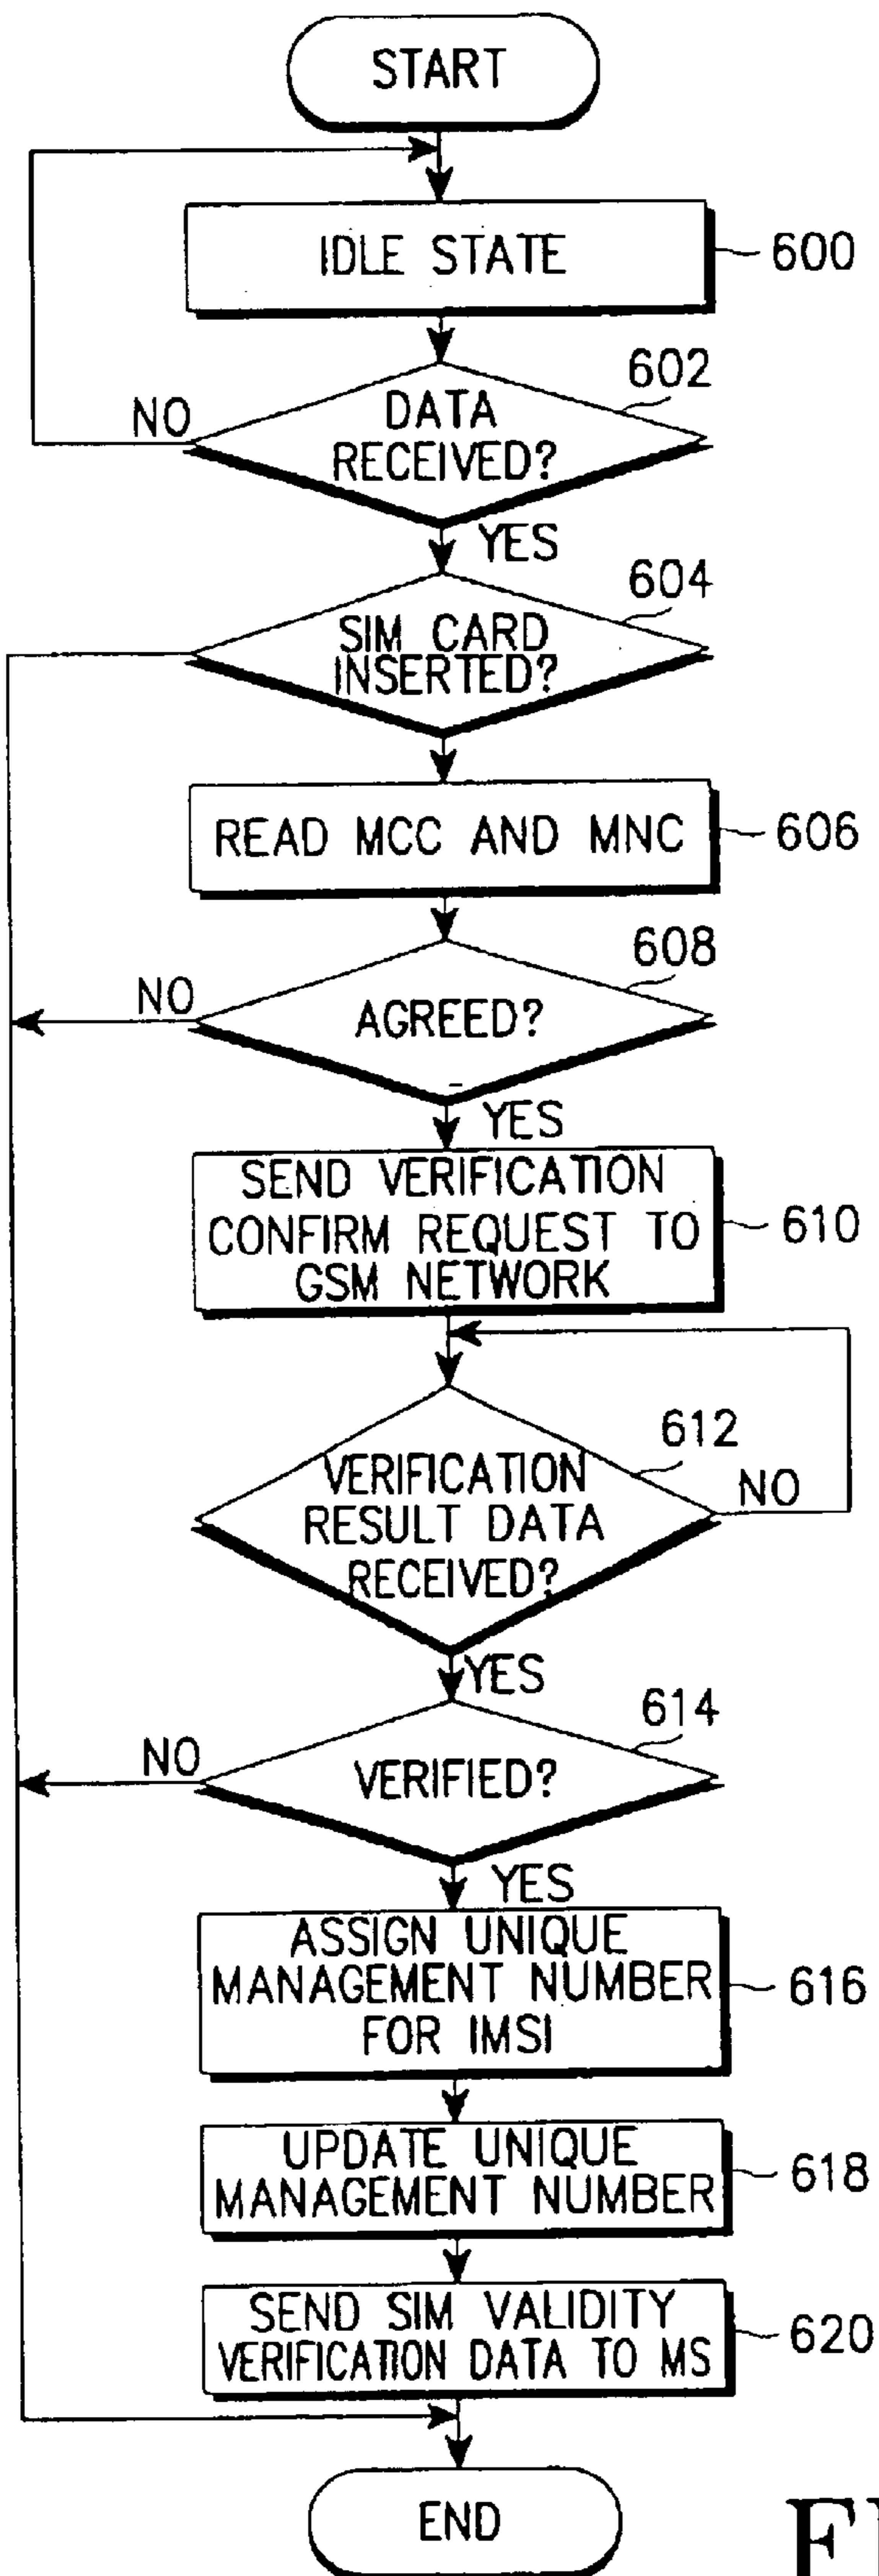 START
IDLE STATE
600
602
DATA
RECEIVED?
NO
YES
604
SIM CARD
INSERTED?
READ MCC AND MNC
606
608
NO
AGREED?
YES
SEND VERIFICATION
CONFIRM REQUEST TO
GSM NETWORK
610
612
VERIFICATION
RESULT DATA
RECEIVED?
NO
YES
614
NO
VERIFIED?
YES
ASSIGN UNIQUE
MANAGEMENT NUMBER
FOR IMSI
616
UPDATE UNIQUE
MANAGEMENT NUMBER
618
SEND SIM VALIDITY
VERIFICATION DATA TO MS
620
END